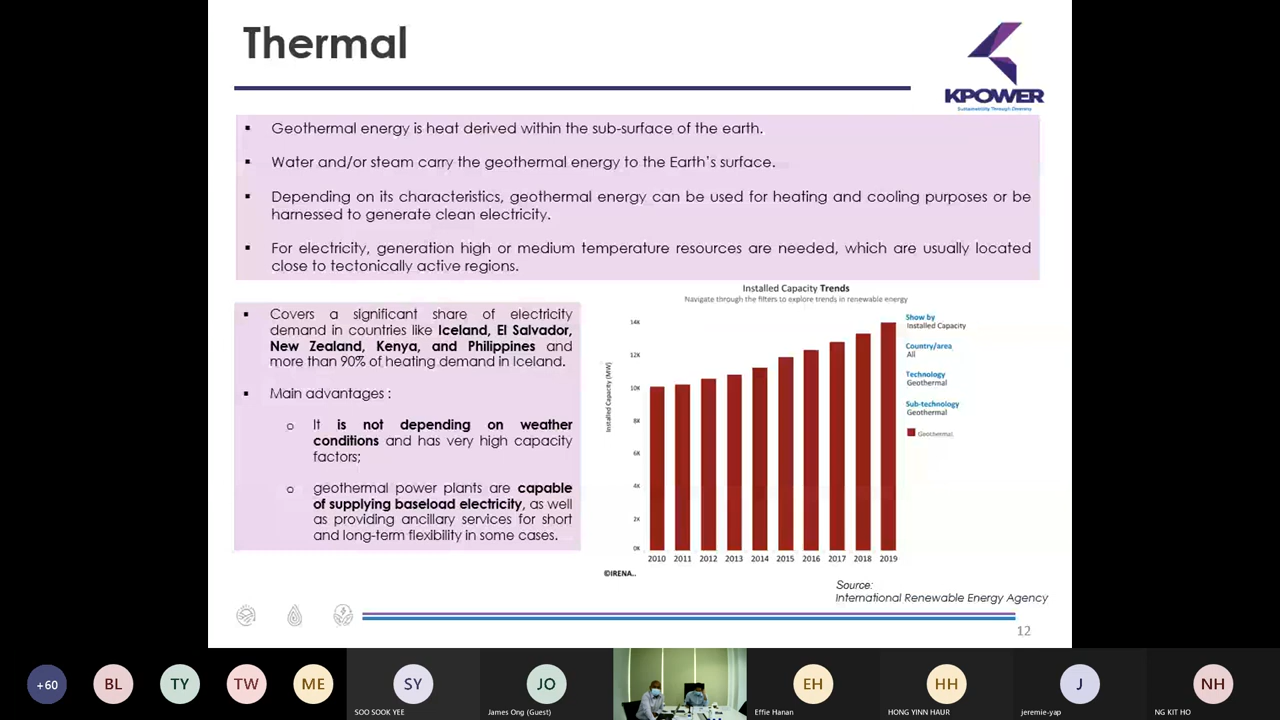 Thermal
KPOWER
Sustainability Through Diversity
Geothermal energy is heat derived within the sub-surface of the earth.
Water and/or steam carry the geothermal energy to the Earth's surface.
Depending on its characteristics, geothermal energy can be used for heating and cooling purposes or be
harnessed to generate clean electricity.
For electricity, generation high or medium temperature resources are needed, which are usually located
close to tectonically active regions.
Covers a significant share of electricity
demand in countries like Iceland, El Salvador,
New Zealand, Kenya, and Philippines and
more than 90% of heating demand in Iceland.
Main advantages :
It is not depending on weather
conditions and has very high capacity
factors;
geothermal power plants are capable
of supplying baseload electricity, as well
as providing ancillary services for short
and long-term flexibility in some cases.
Installed Capacity Trends
Navigate through the filters to explore trends in renewable energy
Installed Capacity (MW)
14K
12K
10K
8K
6K
4K
2K
0K
2010 2011 2012 2013 2014 2015 2016 2017 2018 2019
Show by
Installed Capacity
Country/area
All
Technology
Geothermal
Sub-technology
Geothermal
Geothermal
©IRENA..
Source:
International Renewable Energy Agency
12
+60 BL TY TW ME SY JO EH HH J NH
SOO SOOK YEE James Ong (Guest) Effie Hanan HONG YINN HAUR jeremie-yap NG KIT HO